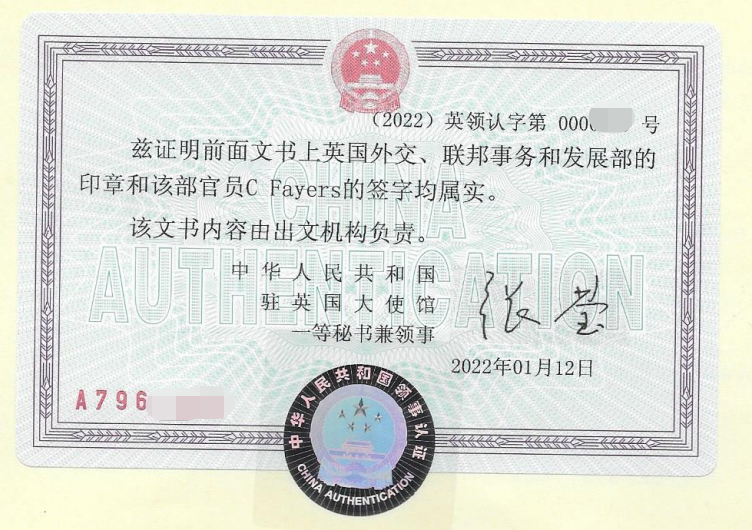 （2022）英领认字第 000 号
兹证明前面文书上英国外交、联邦事务和发展部的
印章和该部官员C Fayers的签字均属实。
该文书内容由出文机构负责。
中华人民共和国
驻英国大使馆
一等秘书兼领事
张莹
2022年01月12日
A796
CHINA
AUTHENTICATION
中华人民共和国领事认证
CHINA AUTHENTICATION